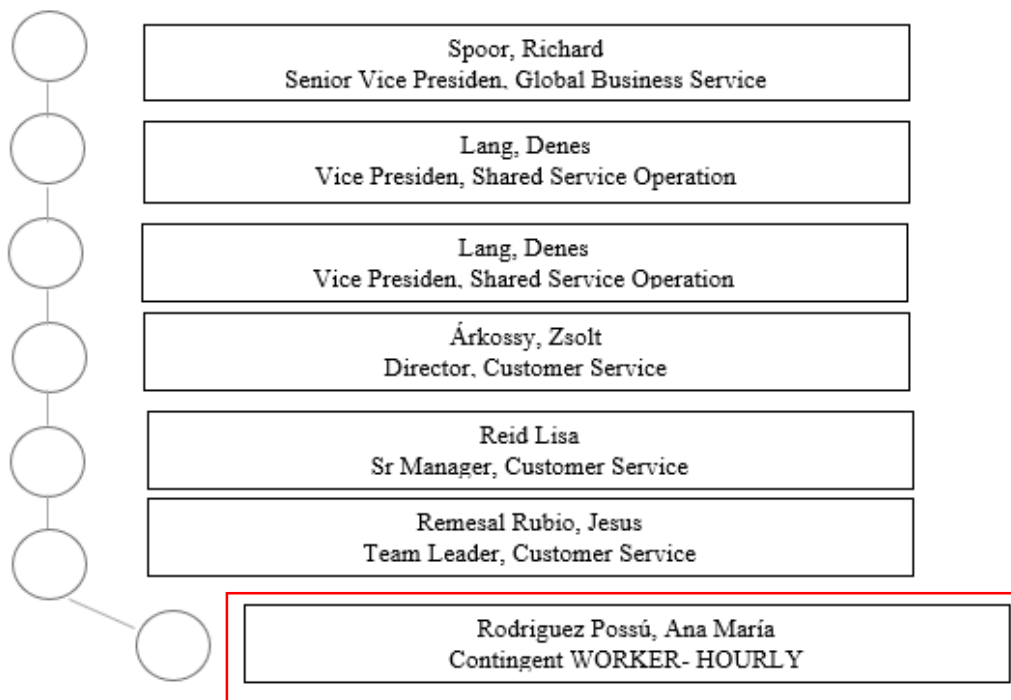 Spoor, Richard
Senior Vice Presiden, Global Business Service
Lang, Denes
Vice Presiden, Shared Service Operation
Lang, Denes
Vice Presiden, Shared Service Operation
Árkossy, Zsolt
Director, Customer Service
Reid Lisa
Sr Manager, Customer Service
Remesal Rubio, Jesus
Team Leader, Customer Service
Rodriguez Possú, Ana María
Contingent WORKER- HOURLY